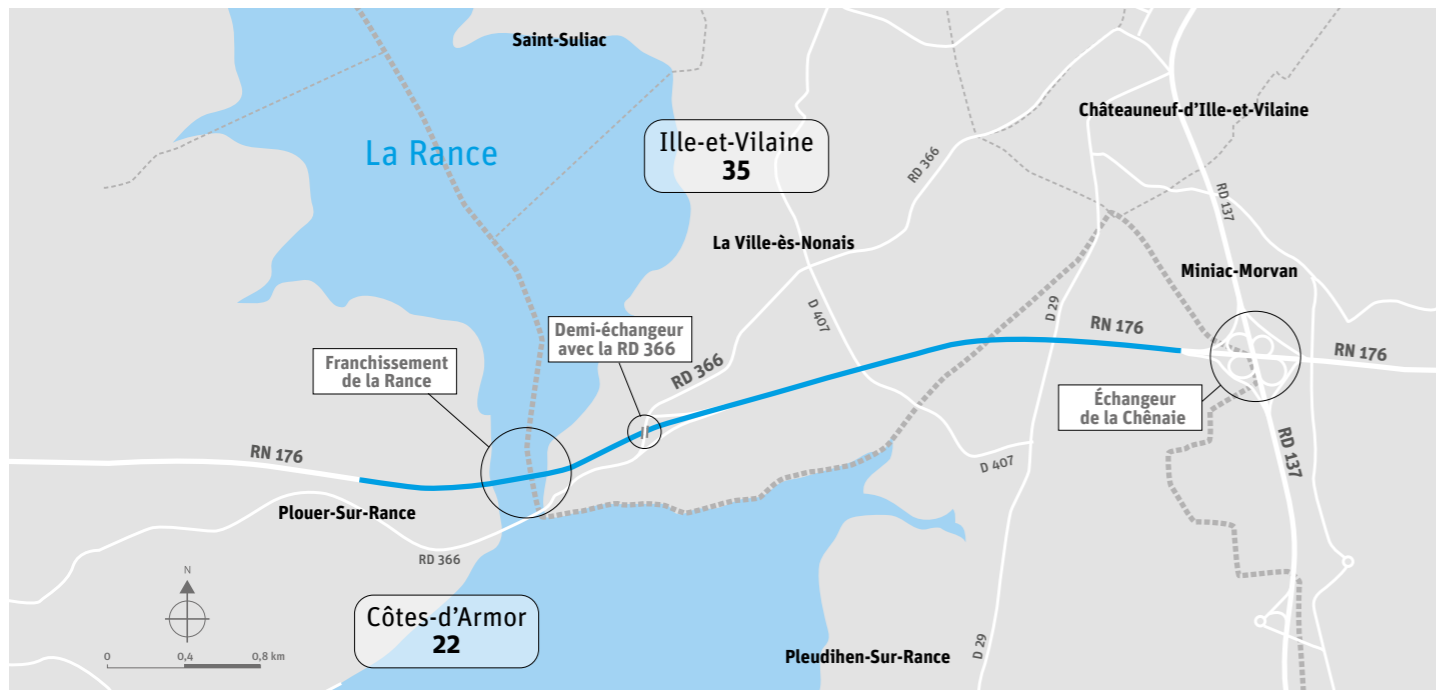 Saint-Suliac
Châteauneuf-d'Ille-et-Vilaine
La Rance
Ille-et-Vilaine
35
RD 366
RD 137
La Ville-ès-Nonais
Miniac-Morvan
D 407
D 29
RN 176
Demi-échangeur
avec la RD 366
Franchissement
de la Rance
RD 366
RN 176
Échangeur
de la Chênaie
RN 176
RD 137
D 407
Plouer-Sur-Rance
RD 366
N
Côtes-d'Armor
22
0
0,4
0,8 km
Pleudihen-Sur-Rance
D 29